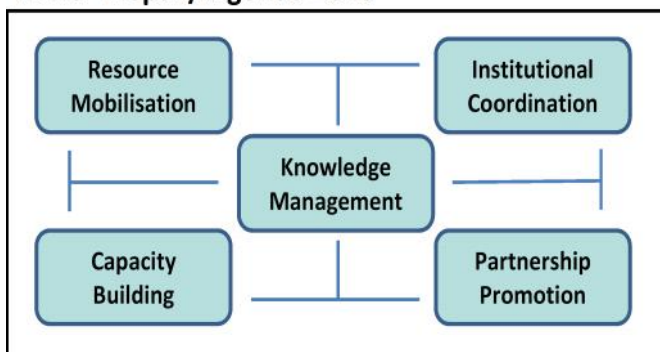 Resource
Mobilisation
Institutional
Coordination
Knowledge
Management
Capacity
Building
Partnership
Promotion